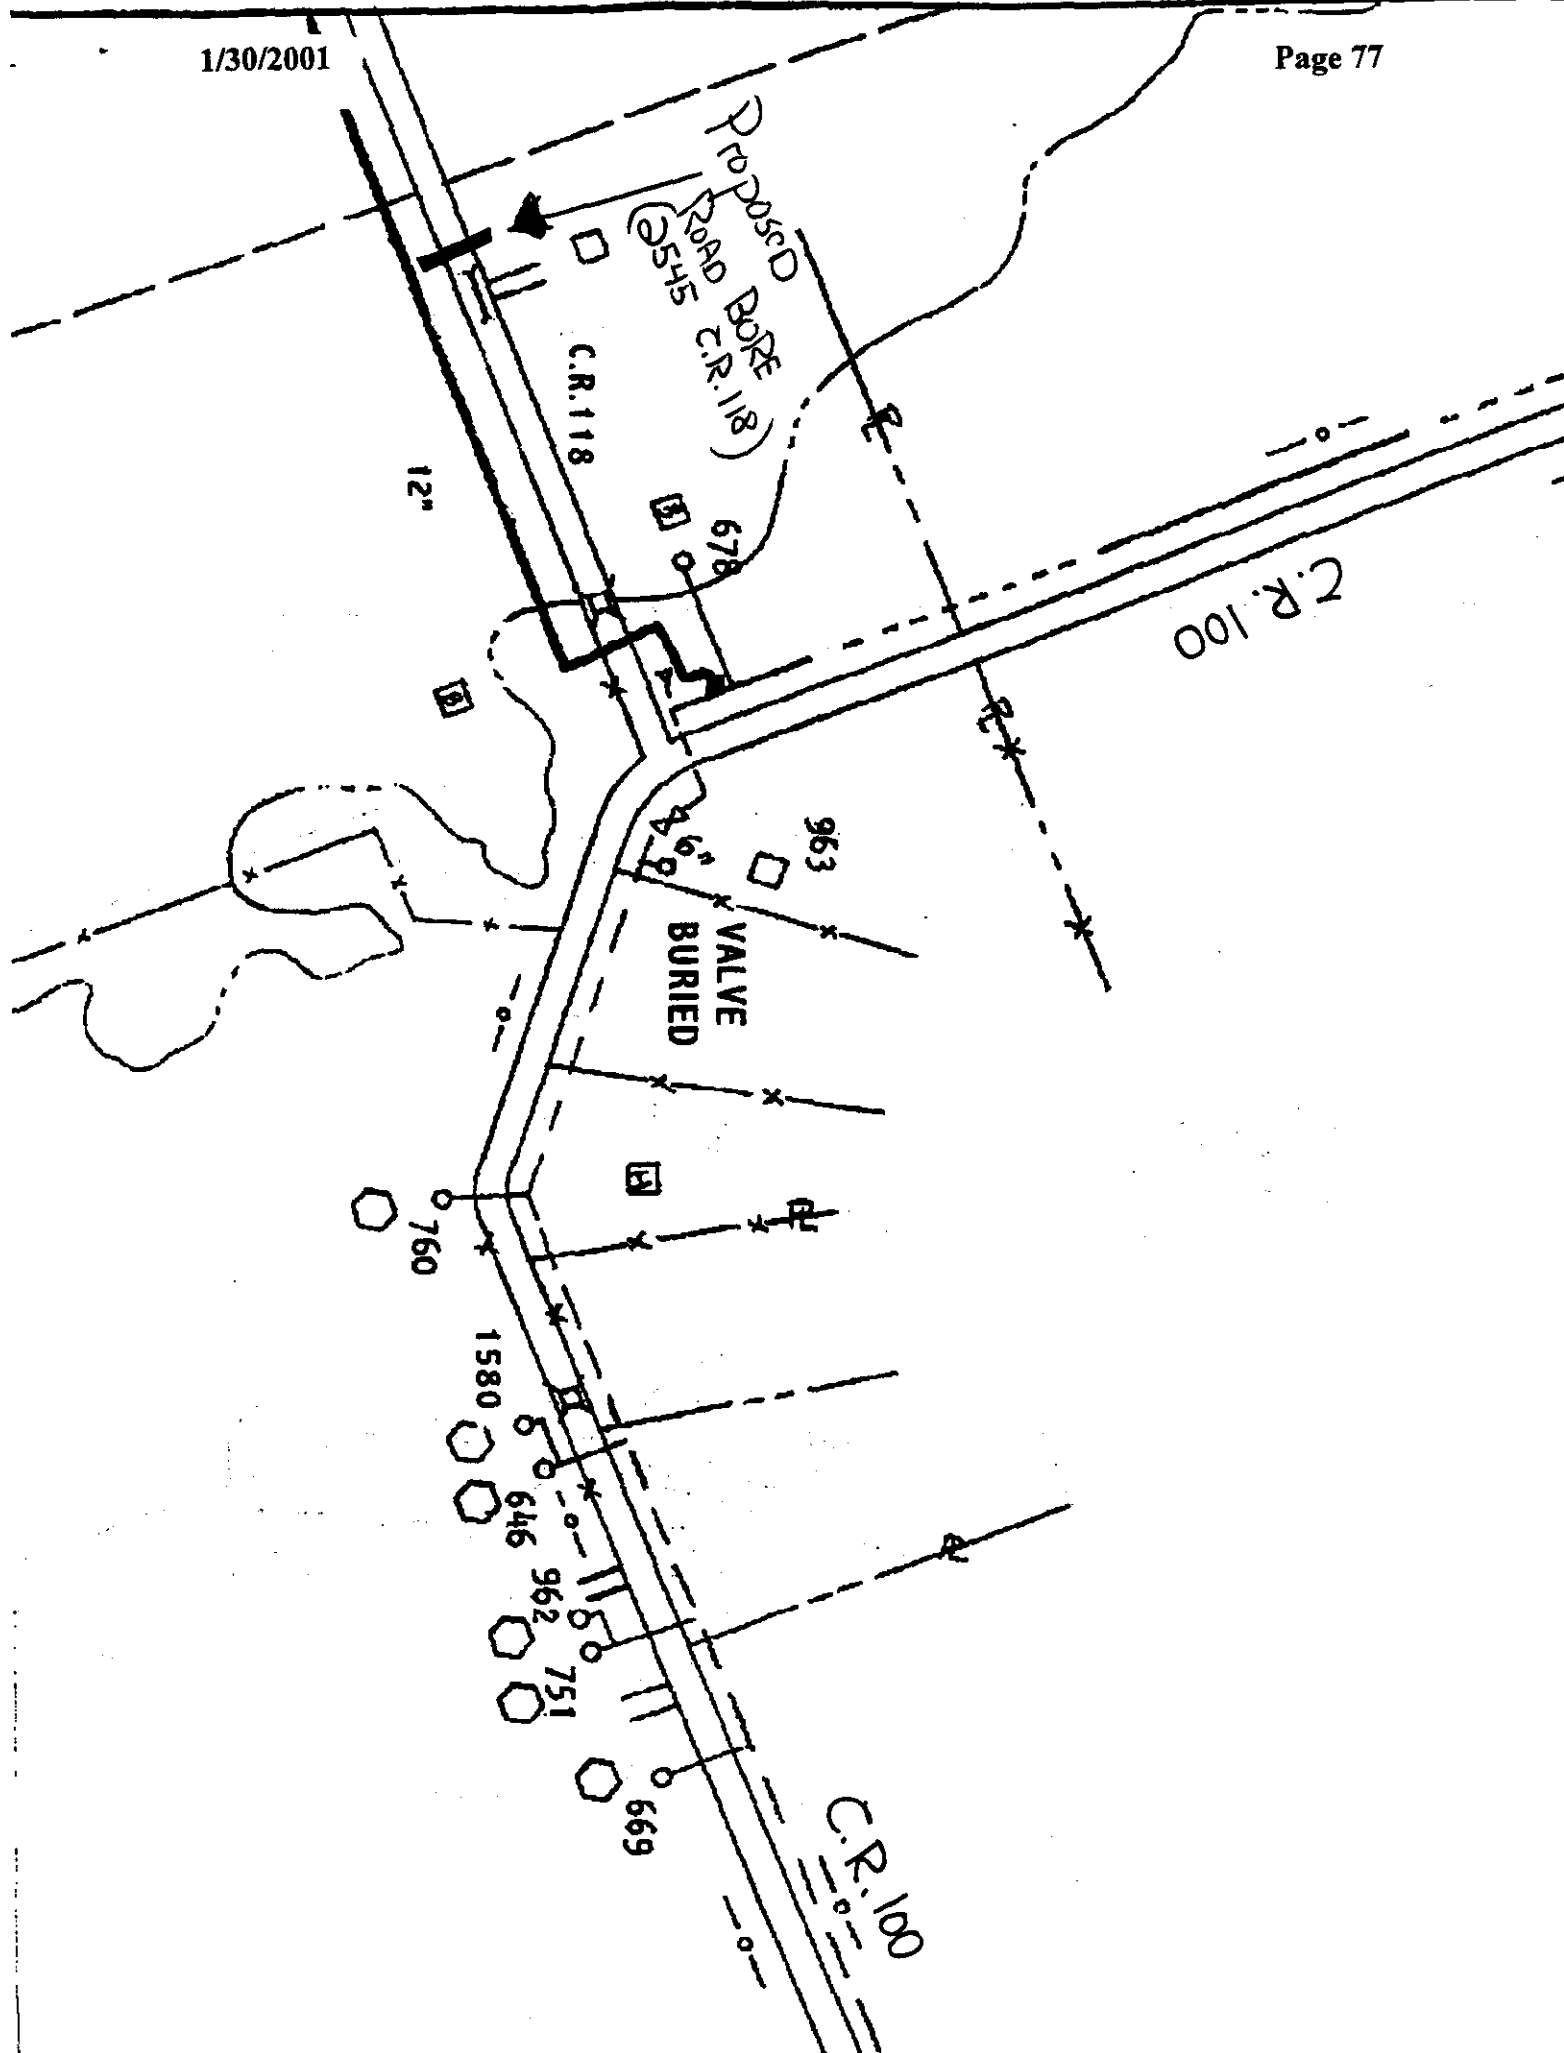 1/30/2001
Page 77
PROPOSED
ROAD BORE
(2545 C.R. 118)
C.R.118
12"
678
C.R. 100
963
6"
VALVE
BURIED
H
760
1580
646
962
751
669
C.R. 100